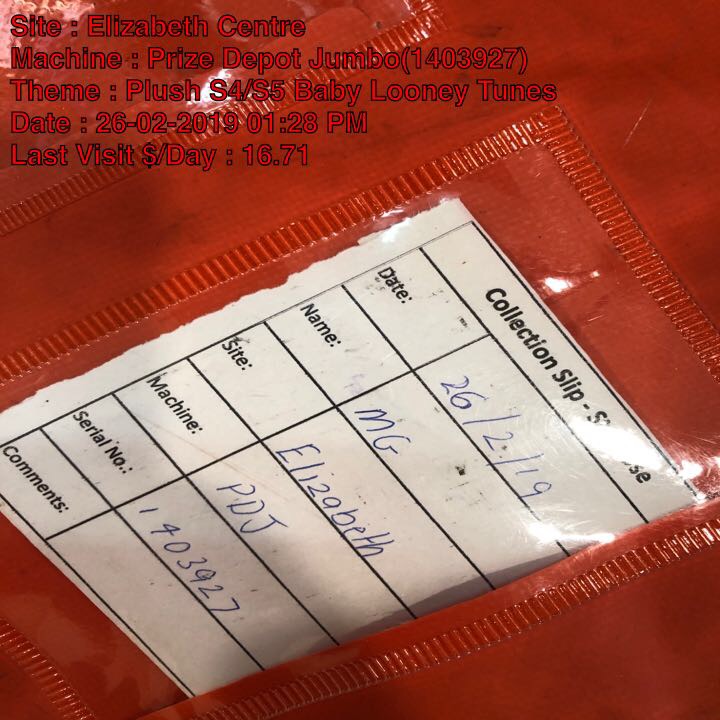 Site : Elizabeth Centre
Machine : Prize Depot Jumbo(1403927)
Theme : Plush S4/S5 Baby Looney Tunes
Date : 26-02-2019 01:28 PM
Last Visit $/Day : 16.71
Collection Slip -
Date: 26/2/19
Name: MG
Site: Elizabeth
Machine: PDJ
Serial No.: 1403927
Comments: